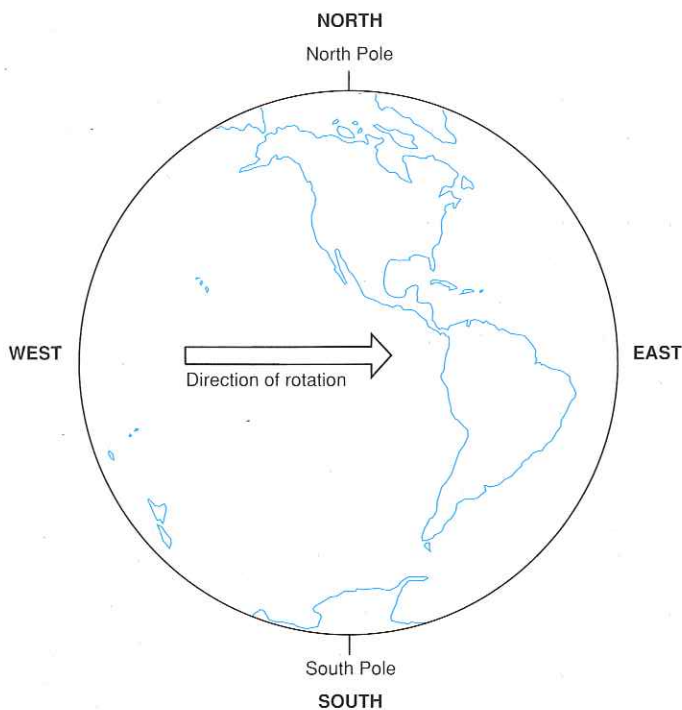 NORTH
North Pole
WEST
EAST
Direction of rotation
South Pole
SOUTH